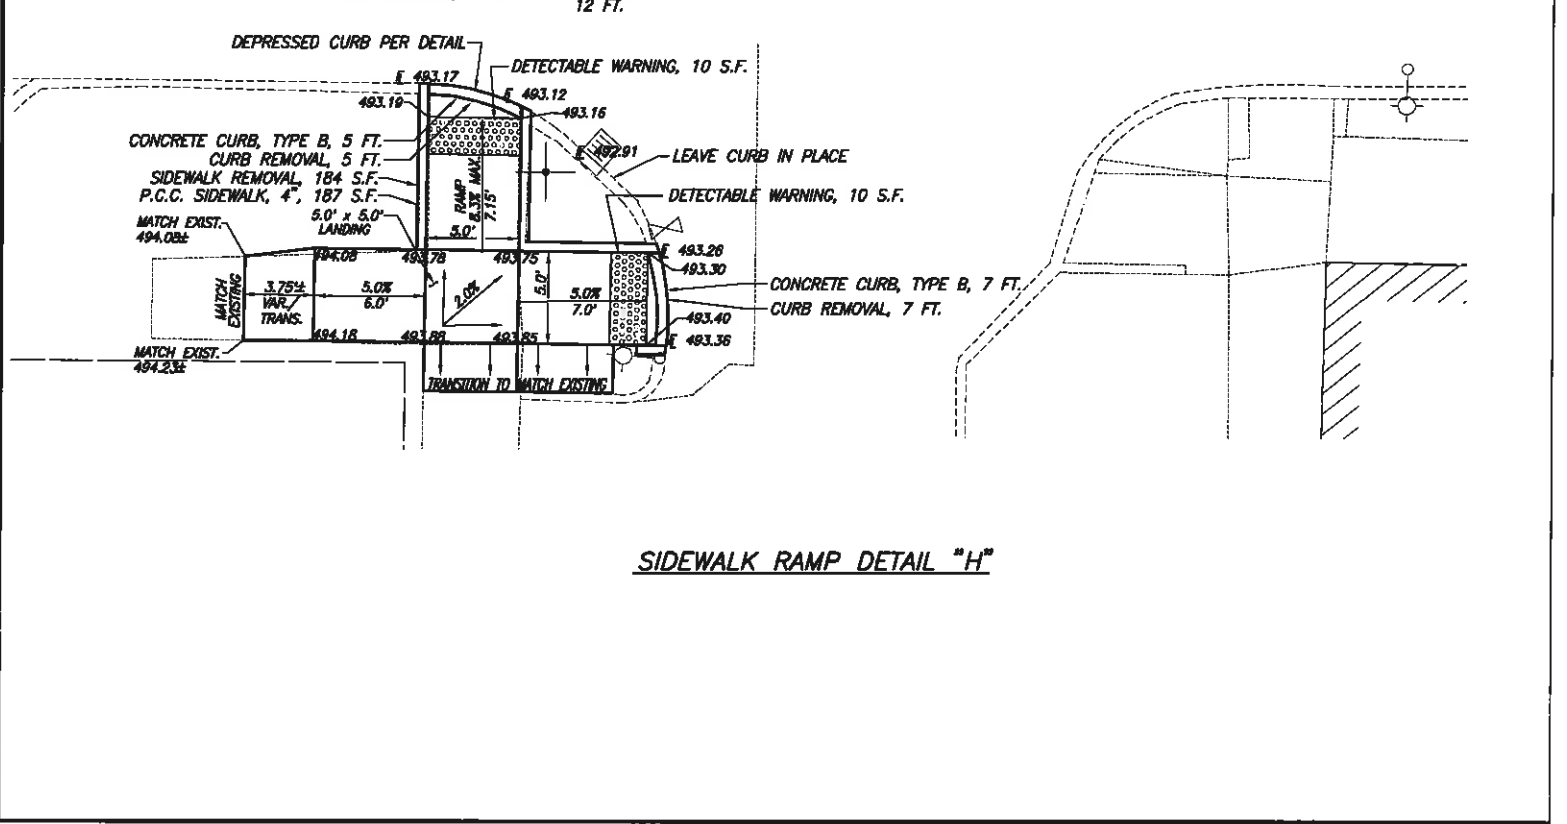 12 FT.
DEPRESSED CURB PER DETAIL
DETECTABLE WARNING, 10 S.F.
E 493.17
E 493.12
493.19
493.16
CONCRETE CURB, TYPE B, 5 FT.
CURB REMOVAL, 5 FT.
SIDEWALK REMOVAL, 184 S.F.
P.C.C. SIDEWALK, 4", 187 S.F.
E 492.91
LEAVE CURB IN PLACE
DETECTABLE WARNING, 10 S.F.
RAMP
8.3% MAX.
7.15'
5.0'
MATCH EXIST.
494.08±
5.0' x 5.0'
LANDING
494.08
493.78
493.75
E 493.26
493.30
MATCH
EXISTING
3.75'±
VAR./
TRANS.
5.0%
6.0'
2.0%
5.0'
5.0%
7.0'
CONCRETE CURB, TYPE B, 7 FT.
CURB REMOVAL, 7 FT.
493.40
494.18
493.88
493.85
E 493.36
MATCH EXIST.
494.23±
TRANSITION TO MATCH EXISTING
SIDEWALK RAMP DETAIL "H"